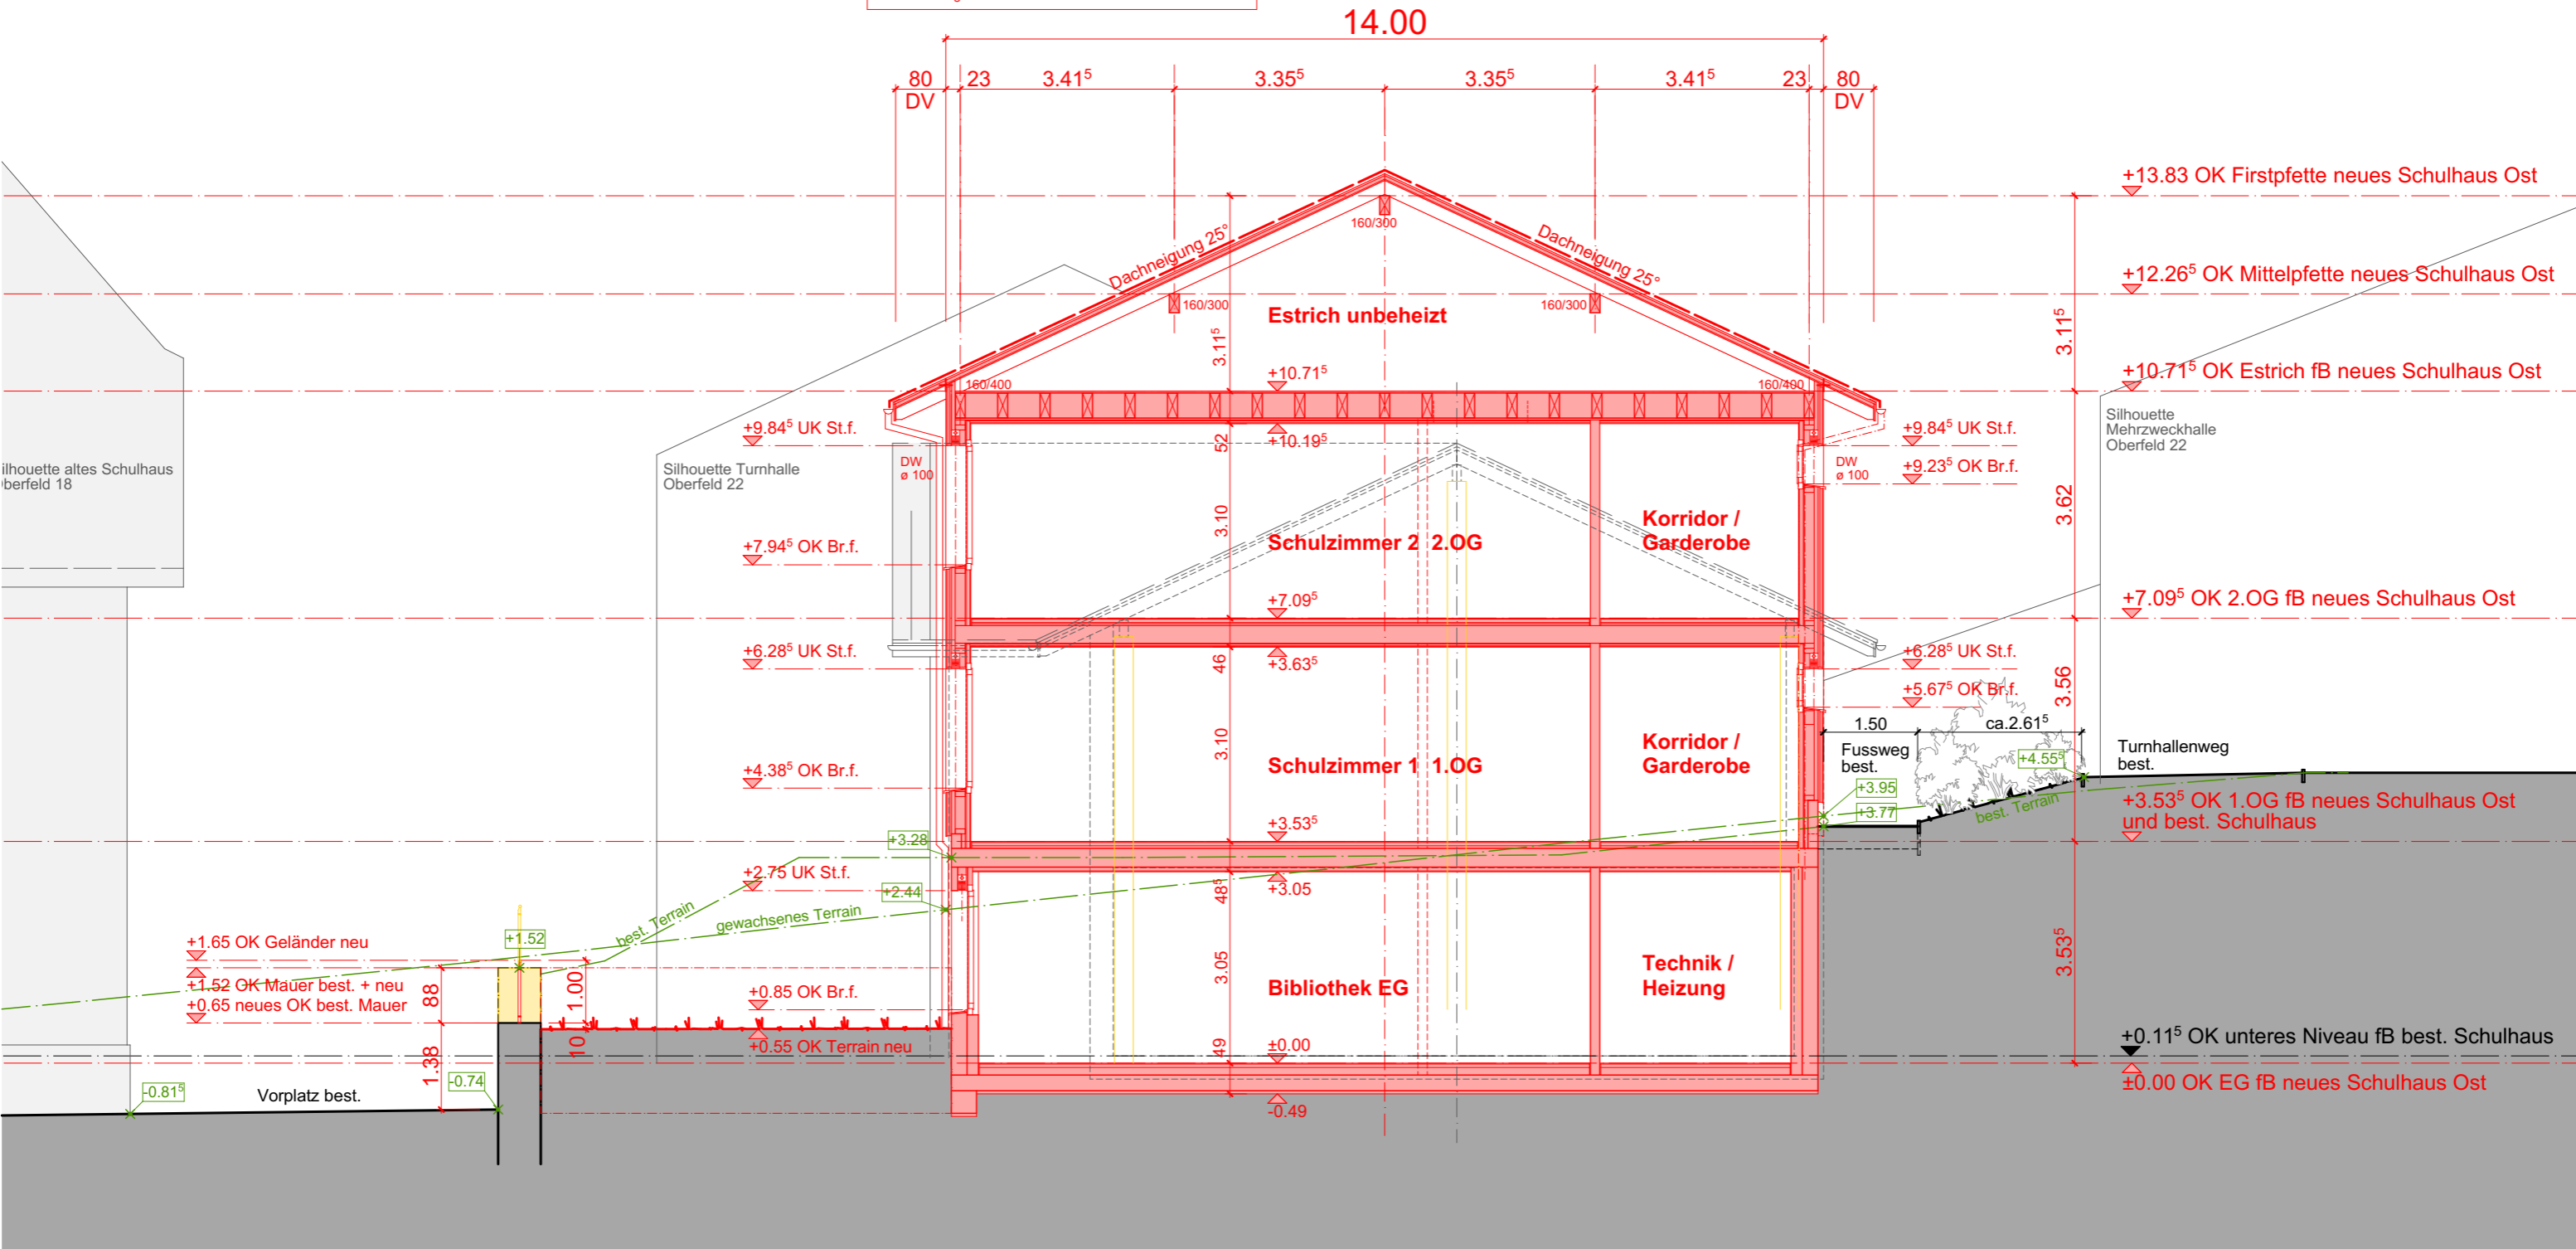 14.00
80 23 3.41⁵ 3.35⁵ 3.35⁵ 3.41⁵ 23 80
DV DV
+13.83 OK Firstpfette neues Schulhaus Ost
160/300
Dachneigung 25°
Dachneigung 25°
+12.26⁵ OK Mittelpfette neues Schulhaus Ost
160/300
160/300
Estrich unbeheizt
3.11⁵
3.11⁵
+10.71⁵
+10.71⁵ OK Estrich fB neues Schulhaus Ost
160/400
160/400
Silhouette
Mehrzweckhalle
Oberfeld 22
+9.84⁵ UK St.f.
52
+10.19⁵
+9.84⁵ UK St.f.
altes Schulhaus
18
Silhouette Turnhalle
Oberfeld 22
DW
ø 100
DW
ø 100
+9.23⁵ OK Br.f.
3.62
3.10
Korridor /
Garderobe
Schulzimmer 2 2.OG
+7.94⁵ OK Br.f.
+7.09⁵
+7.09⁵ OK 2.OG fB neues Schulhaus Ost
+6.28⁵ UK St.f.
46
+3.63⁵
+6.28⁵ UK St.f.
3.56
+5.67⁵ OK Br.f.
1.50 ca.2.61⁵
3.10
Korridor /
Garderobe
Schulzimmer 1 1.OG
Fussweg
best.
+4.55⁵
Turnhallenweg
best.
+4.38⁵ OK Br.f.
+3.95
+3.77
best. Terrain
+3.53⁵ OK 1.OG fB neues Schulhaus Ost
und best. Schulhaus
+3.53⁵
+3.28
+2.75 UK St.f.
+2.44
48⁵
+3.05
best. Terrain
gewachsenes Terrain
+1.65 OK Geländer neu
+1.52
3.05
Technik /
Heizung
3.53⁵
+1.52 OK Mauer best. + neu
+0.65 neues OK best. Mauer
88
1.00
+0.85 OK Br.f.
Bibliothek EG
10
+0.55 OK Terrain neu
49
±0.00
+0.11⁵ OK unteres Niveau fB best. Schulhaus
1.38
±0.00 OK EG fB neues Schulhaus Ost
-0.81⁵
Vorplatz best.
-0.74
-0.49